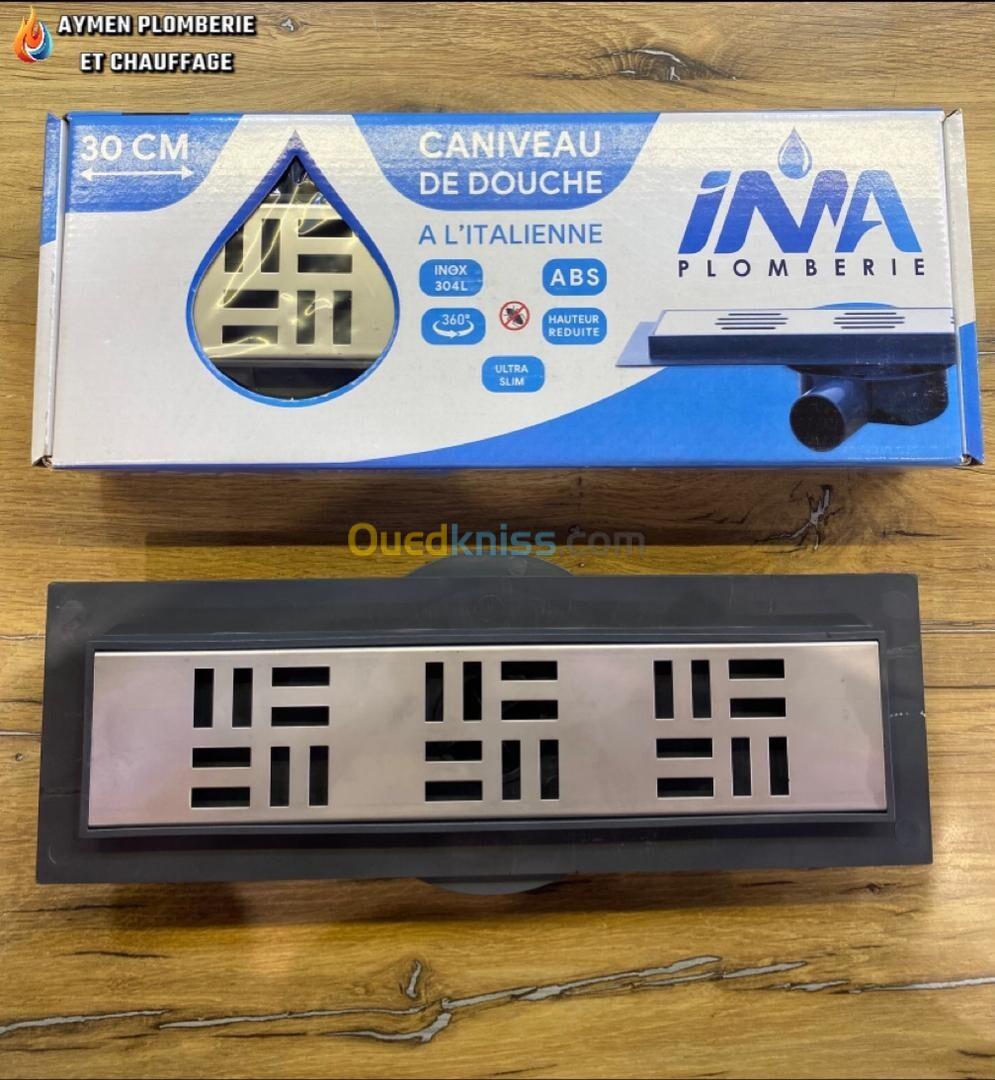 AYMEN PLOMBERIE
ET CHAUFFAGE
30 CM
CANIVEAU
DE DOUCHE
A L'ITALIENNE
INOX
304L
ABS
360°
HAUTEUR
REDUITE
ULTRA
SLIM
iMA
PLOMBERIE
Ouedkniss.com